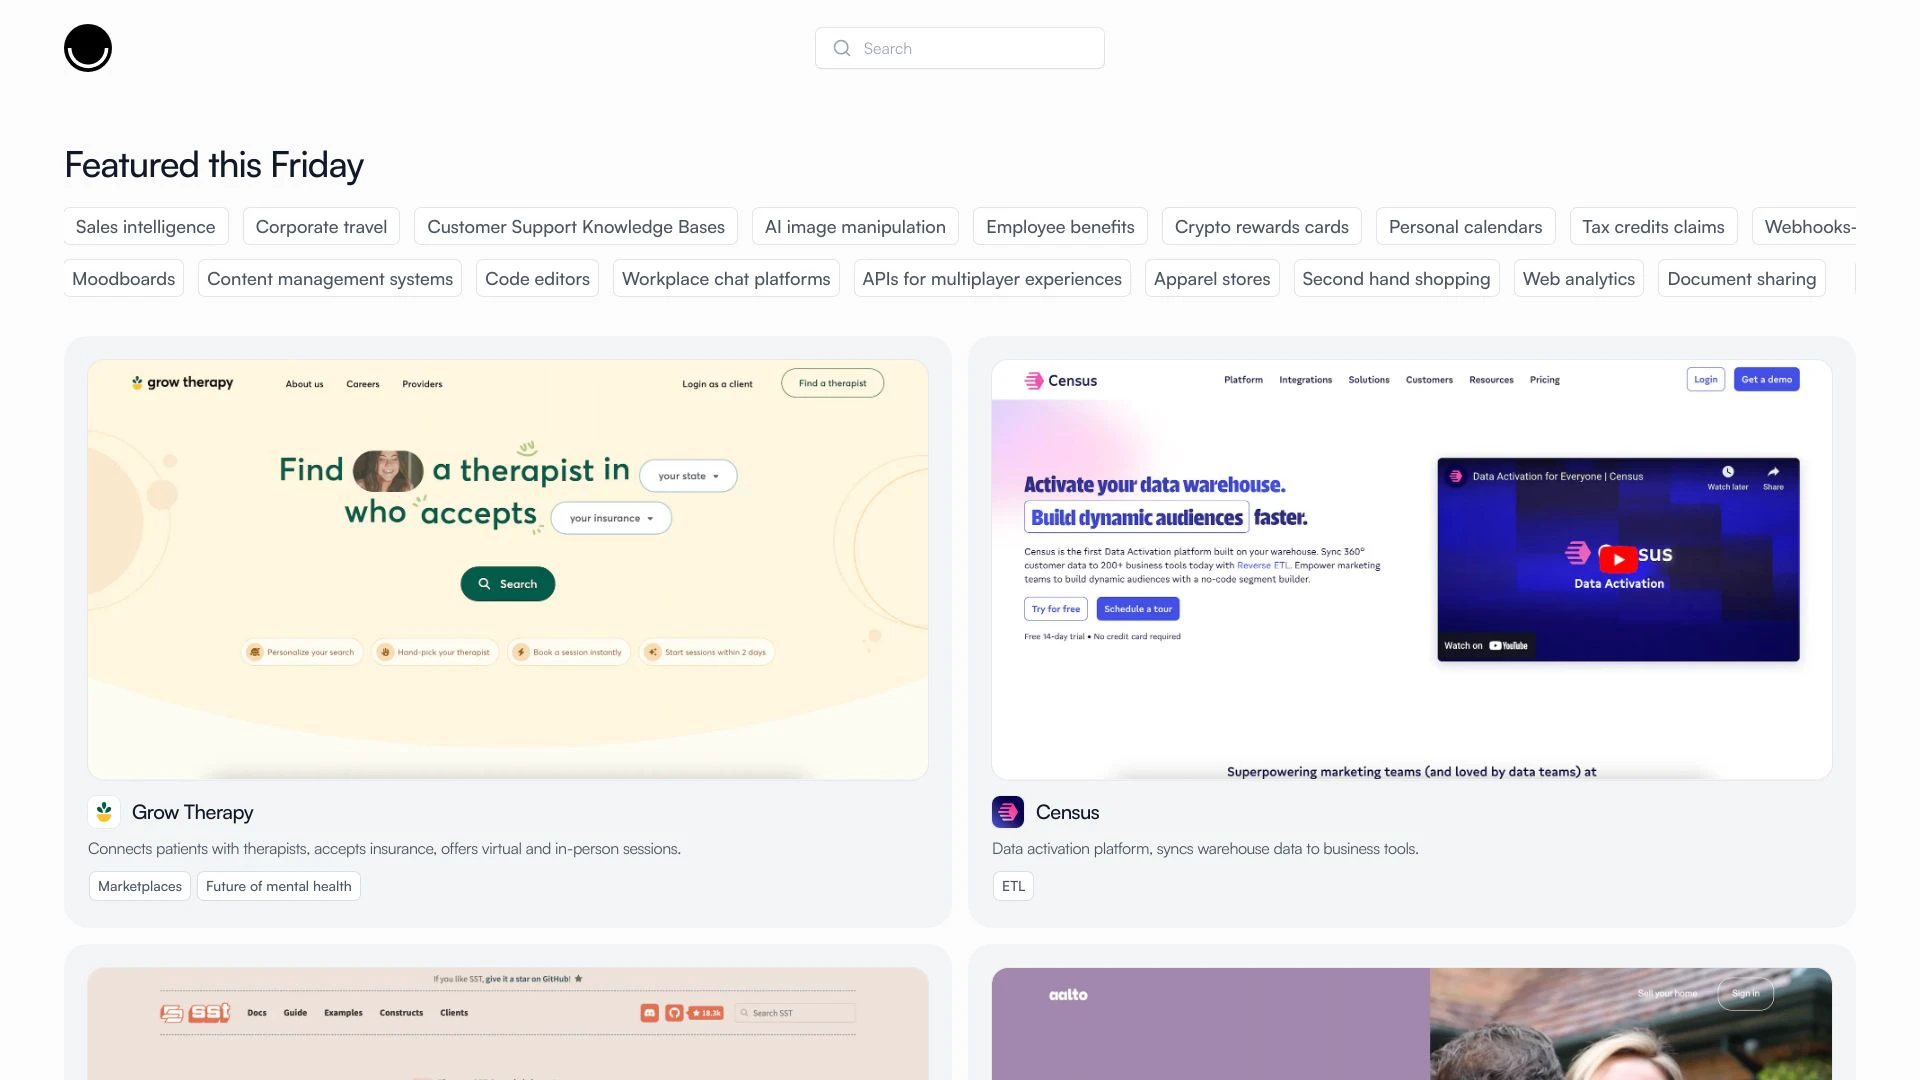 Search
Featured this Friday
Sales intelligence
Corporate travel
Customer Support Knowledge Bases
AI image manipulation
Employee benefits
Crypto rewards cards
Personal calendars
Tax credits claims
Webhooks-
Moodboards
Content management systems
Code editors
Workplace chat platforms
APIs for multiplayer experiences
Apparel stores
Second hand shopping
Web analytics
Document sharing
grow therapy
About us
Careers
Providers
Login as a client
Find a therapist
Find a therapist in your state
who accepts your insurance
Search
Personalize your search
Hand-pick your therapist
Book a session instantly
Start sessions within 2 days
Grow Therapy
Connects patients with therapists, accepts insurance, offers virtual and in-person sessions.
Marketplaces
Future of mental health
Census
Platform
Integrations
Solutions
Customers
Resources
Pricing
Login
Get a demo
Activate your data warehouse.
Build dynamic audiences faster.
Census is the first Data Activation platform built on your warehouse. Sync 360°
customer data to 200+ business tools today with Reverse ETL. Empower marketing
teams to build dynamic audiences with a no-code segment builder.
Try for free
Schedule a tour
Free 14-day trial • No credit card required
Data Activation for Everyone | Census
Watch later
Share
Data Activation
Watch on YouTube
Superpowering marketing teams (and loved by data teams) at
Census
Data activation platform, syncs warehouse data to business tools.
ETL
If you like SST, give it a star on GitHub!
sst
Docs
Guide
Examples
Constructs
Clients
18.3k
Search SST
aalto
Sell your home
Sign in